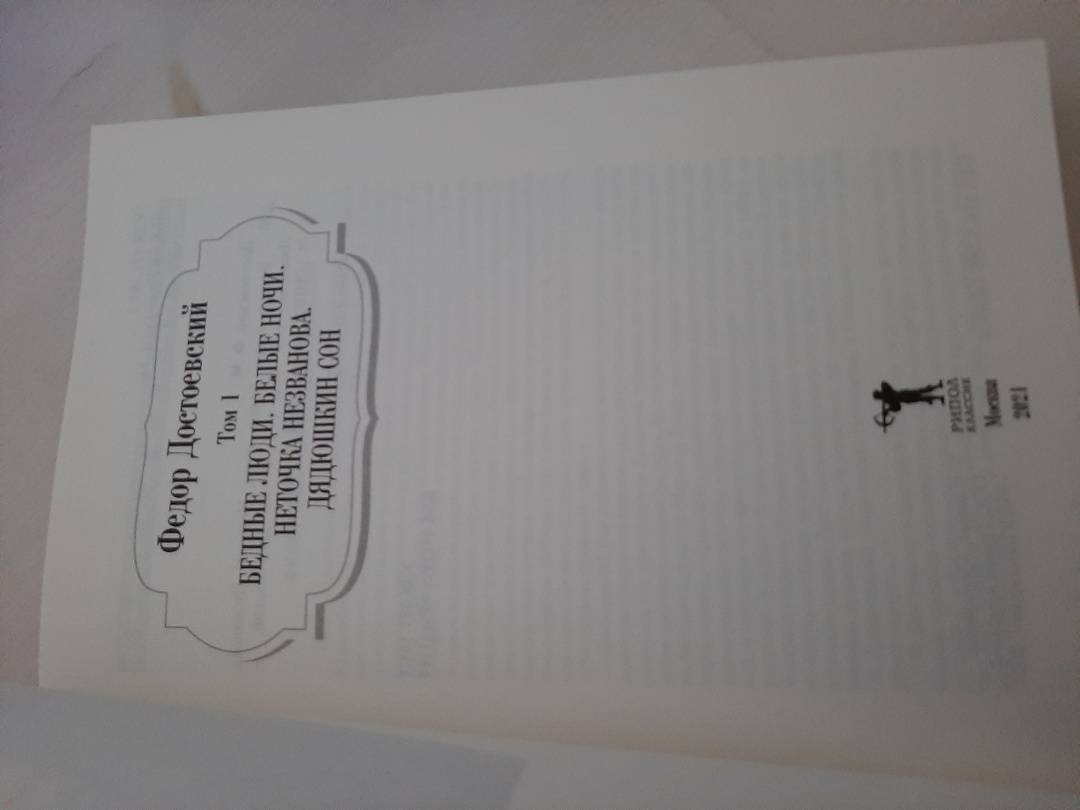 Федор Достоевский
Том 1
БЕДНЫЕ ЛЮДИ. БЕЛЫЕ НОЧИ.
НЕТОЧКА НЕЗВАНОВА.
ДЯДЮШКИН СОН
РИПОЛ
КЛАССИК
Москва
2021